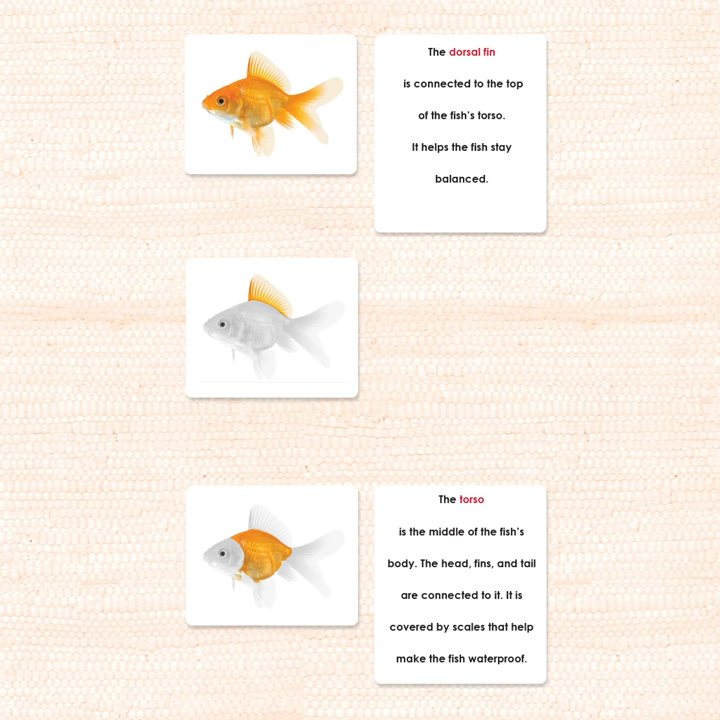 The dorsal fin
is connected to the top
of the fish's torso.
It helps the fish stay
balanced.
The torso
is the middle of the fish's
body. The head, fins, and tail
are connected to it. It is
covered by scales that help
make the fish waterproof.